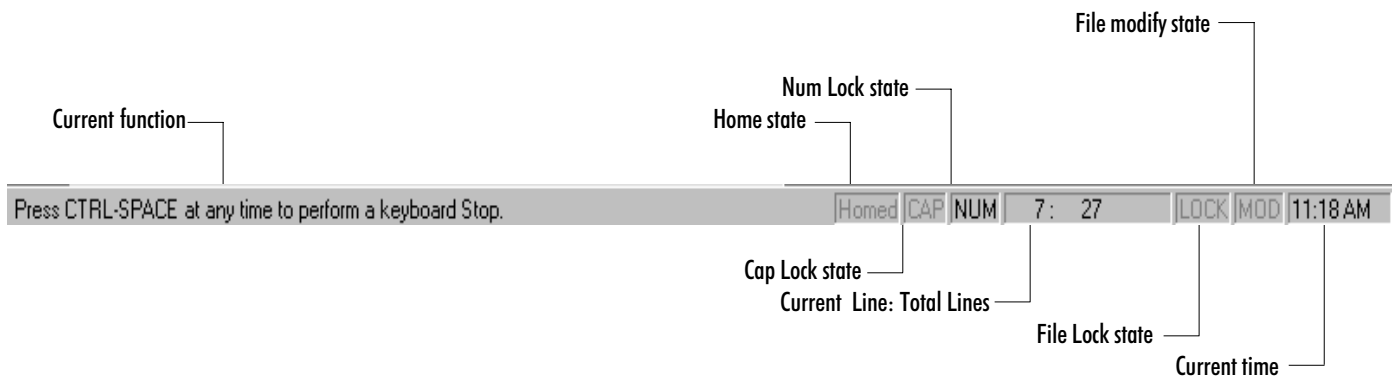 File modify state
Num Lock state
Current function
Home state
Press CTRL-SPACE at any time to perform a keyboard Stop.
Homed CAP NUM 7: 27 LOCK MOD 11:18 AM
Cap Lock state
Current Line: Total Lines
File Lock state
Current time